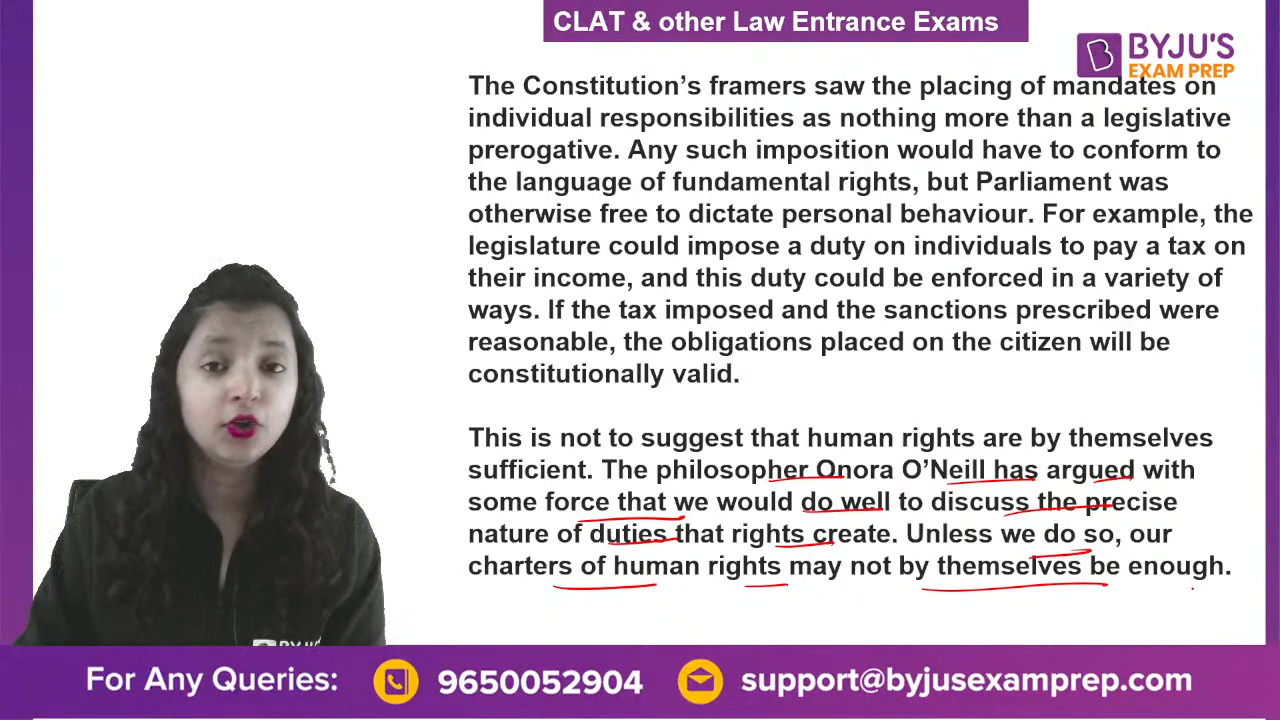 CLAT & other Law Entrance Exams
BYJU'S
EXAM PREP
The Constitution's framers saw the placing of mandates on
individual responsibilities as nothing more than a legislative
prerogative. Any such imposition would have to conform to
the language of fundamental rights, but Parliament was
otherwise free to dictate personal behaviour. For example, the
legislature could impose a duty on individuals to pay a tax on
their income, and this duty could be enforced in a variety of
ways. If the tax imposed and the sanctions prescribed were
reasonable, the obligations placed on the citizen will be
constitutionally valid.
This is not to suggest that human rights are by themselves
sufficient. The philosopher Onora O'Neill has argued with
some force that we would do well to discuss the precise
nature of duties that rights create. Unless we do so, our
charters of human rights may not by themselves be enough.
For Any Queries: 9650052904 support@byjusexamprep.com